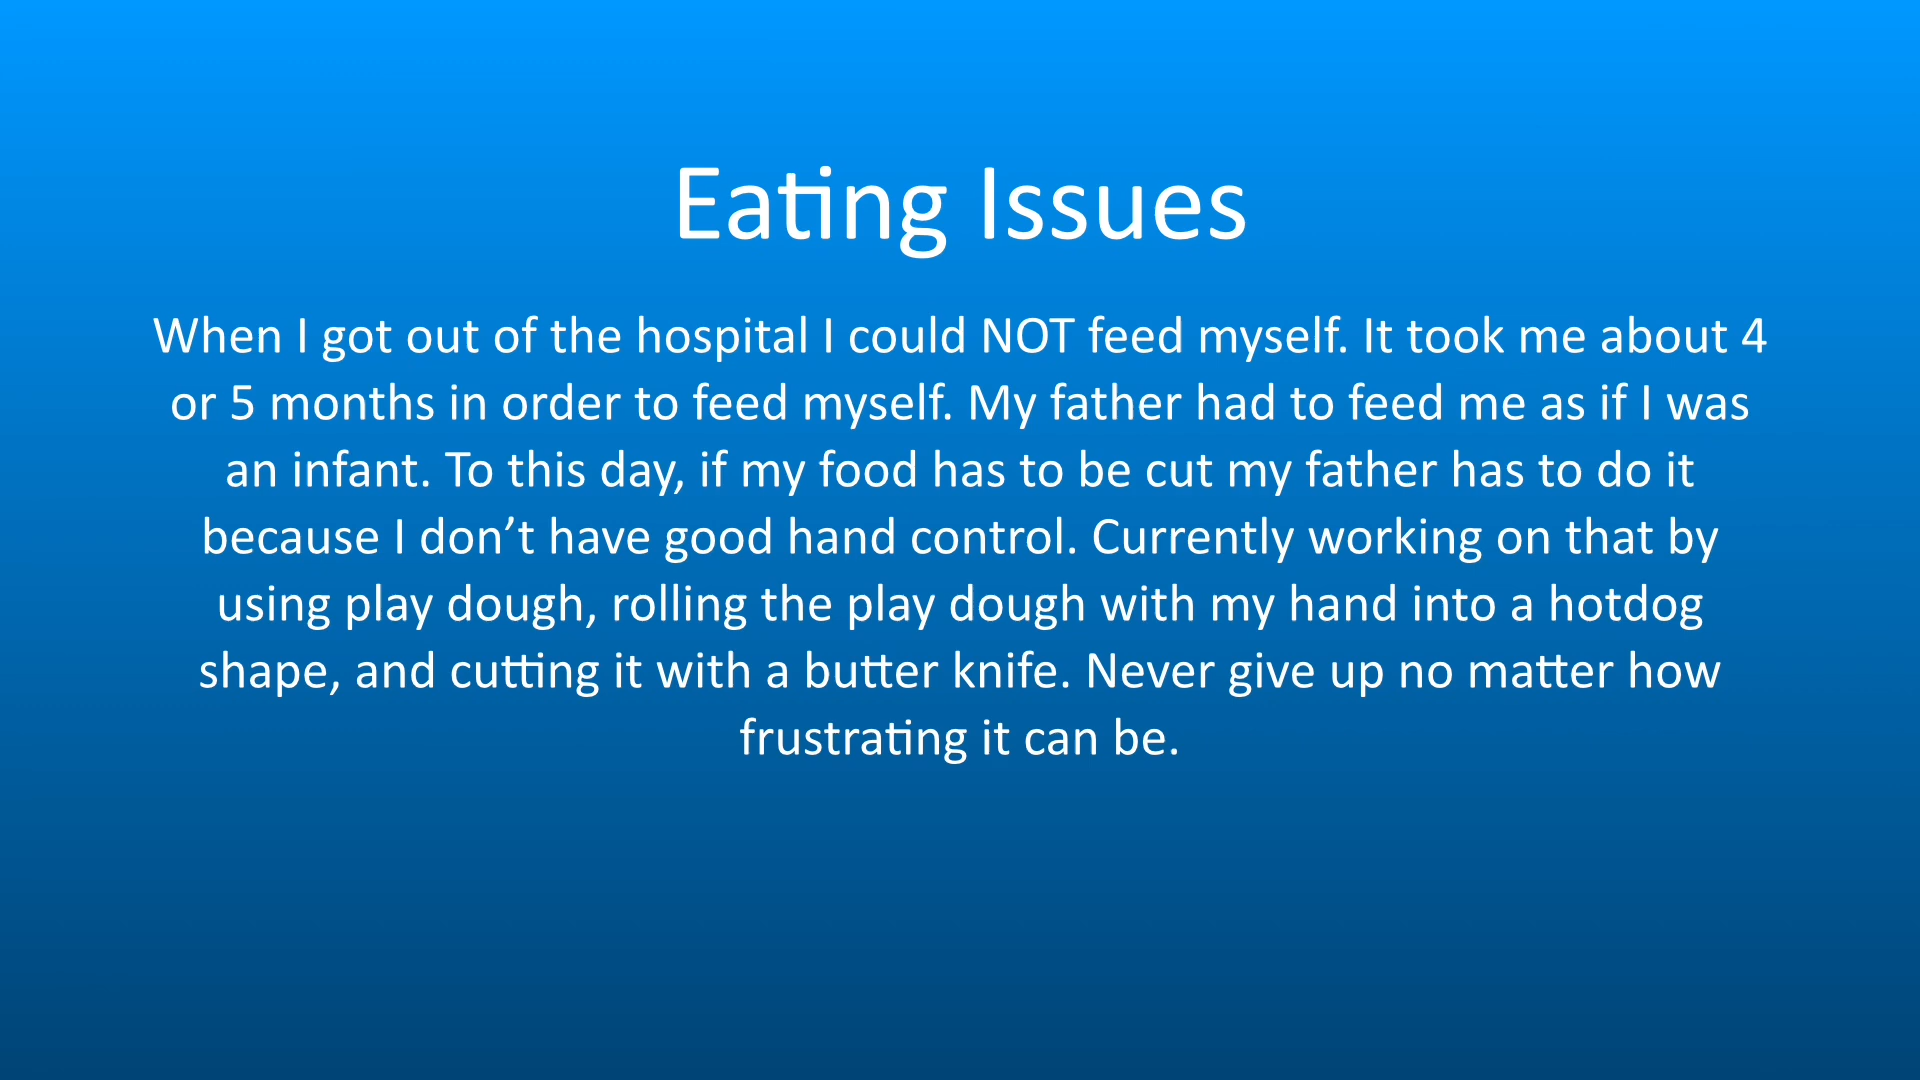 Eating Issues
When I got out of the hospital I could NOT feed myself. It took me about 4
or 5 months in order to feed myself. My father had to feed me as if I was
an infant. To this day, if my food has to be cut my father has to do it
because I don’t have good hand control. Currently working on that by
using play dough, rolling the play dough with my hand into a hotdog
shape, and cutting it with a butter knife. Never give up no matter how
frustrating it can be.